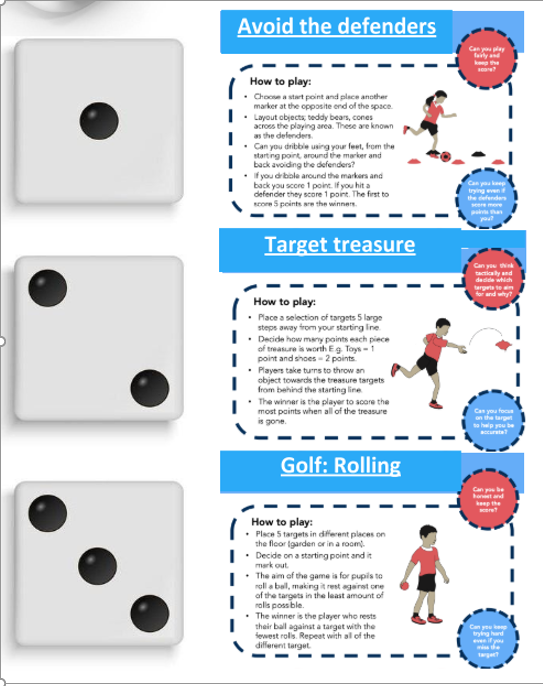 Avoid the defenders
Can you play
fairly and
keep the
score?
How to play:
• Choose a start point and place another
marker at the opposite end of the space.
• Layout objects; teddy bears, cones
across the playing area. These are known
as the defenders.
• Can you dribble using your feet, from the
starting point, around the marker and
back avoiding the defenders?
• If you dribble around the markers and
back you score 1 point. If you hit a
defender they score 1 point. The first to
score 5 points are the winners.
Can you keep
trying even if
the defenders
score more
points than
you?
Target treasure
Can you think
tactically and
decide which
targets to aim
for and why?
How to play:
• Place a selection of targets 5 large
steps away from your starting line.
• Decide how many points each piece
of treasure is worth E.g. Toys = 1
point and shoes = 2 points.
• Players take turns to throw an
object towards the treasure targets
from behind the starting line.
• The winner is the player to score the
most points when all of the treasure
is gone.
Can you focus
on the target
to help you be
accurate?
Golf: Rolling
Can you be
honest and
keep the
score?
How to play:
• Place 5 targets in different places on
the floor (garden or in a room).
• Decide on a starting point and it
mark out.
• The aim of the game is for pupils to
roll a ball, making it rest against one
of the targets in the least amount of
rolls possible.
• The winner is the player who rests
their ball against a target with the
fewest rolls. Repeat with all of the
different target.
Can you keep
trying hard
even if you
miss the
target?